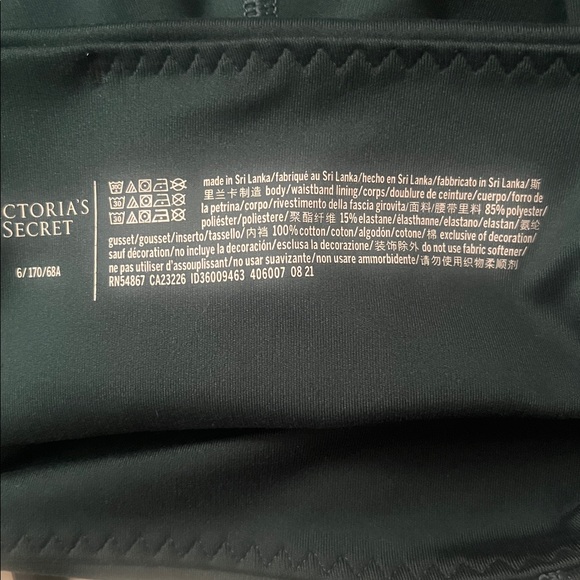 CTORIA'S
SECRET
6/170/68A
made in Sri Lanka/fabriqué au Sri Lanka/hecho en Sri Lanka/fabbricato in Sri Lanka/斯
里兰卡制造 body/waistband lining/corps/doublure de ceinture/cuerpo/forro de
la petrina/corpo/rivestimento della fascia girovita/面料/腰带里料 85% polyester/
poliéster/poliestere/聚酯纤维 15% elastane/élasthanne/elastano/elastan/氨纶
gusset/gousset/inserto/tassello/内裆 100% cotton/coton/algodón/cotone/棉 exclusive of decoration/
sauf décoration/no incluye la decoración/esclusa la decorazione/装饰除外 do not use fabric softener/
ne pas utiliser d'assouplissant/no usar suavizante/non usare ammorbidente/请勿使用织物柔顺剂
RN54867 CA23226 ID36009463 406007 08 21